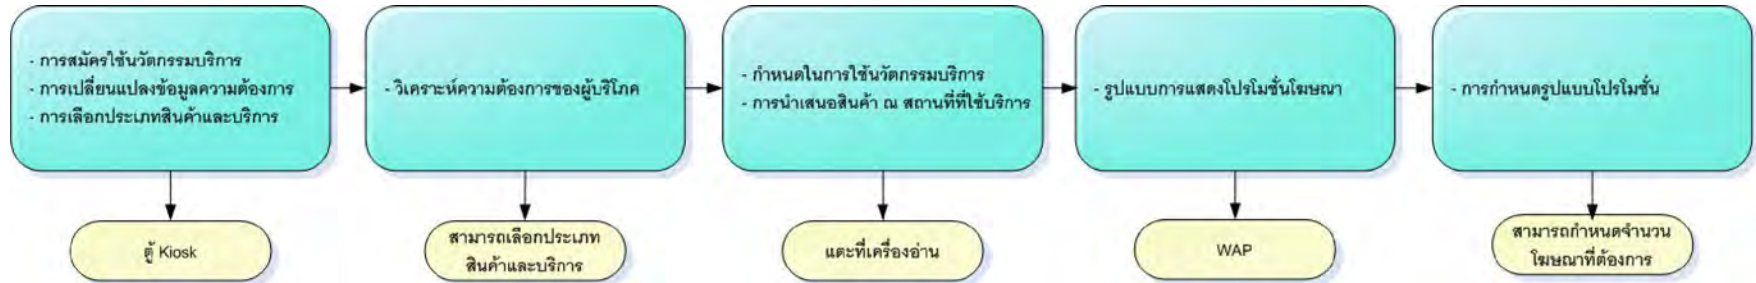 - การสมัครใช้นวัตกรรมบริการ
- การเปลี่ยนแปลงข้อมูลความต้องการ
- การเลือกประเภทสินค้าและบริการ
- วิเคราะห์ความต้องการของผู้บริโภค
- กำหนดในการใช้นวัตกรรมบริการ
- การนำเสนอสินค้า ณ สถานที่ที่ใช้บริการ
- รูปแบบการแสดงโปรโมชั่นโฆษณา
- การกำหนดรูปแบบโปรโมชั่น
ตู้ Kiosk
สามารถเลือกประเภท
สินค้าและบริการ
แตะที่เครื่องอ่าน
WAP
สามารถกำหนดจำนวน
โฆษณาที่ต้องการ